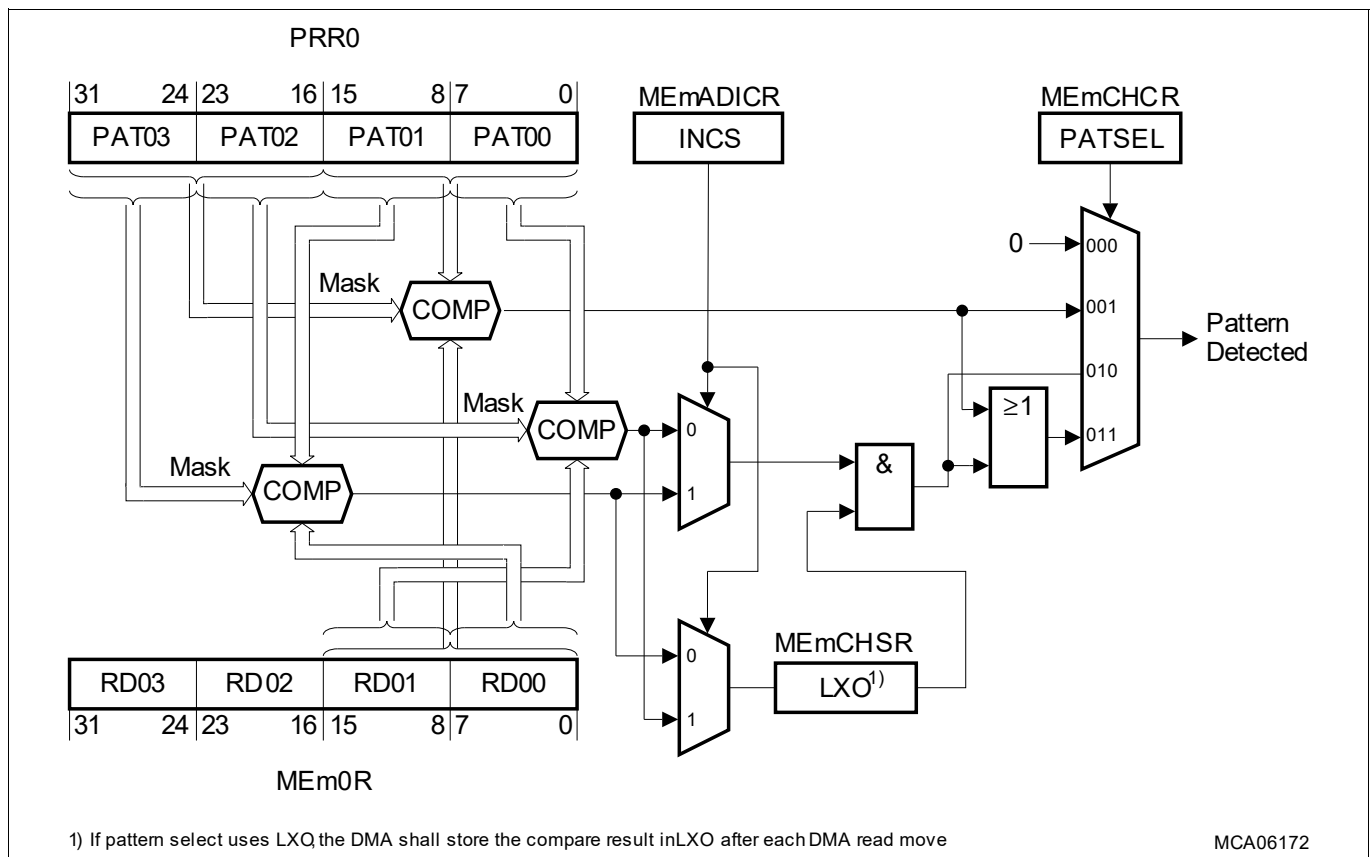 PRR0
31 24 23 16 15 8 7 0
PAT03 PAT02 PAT01 PAT00
MEmADICR
INCS
MEmCHCR
PATSEL
0
000
Mask
COMP
001
Pattern
Detected
010
Mask
COMP
0
≥1
011
Mask
COMP
1
&
0
1
MEmCHSR
LXO1)
RD03 RD02 RD01 RD00
31 24 23 16 15 8 7 0
MEm0R
1) If pattern select uses LXO, the DMA shall store the compare result inLXO after each DMA read move
MCA06172